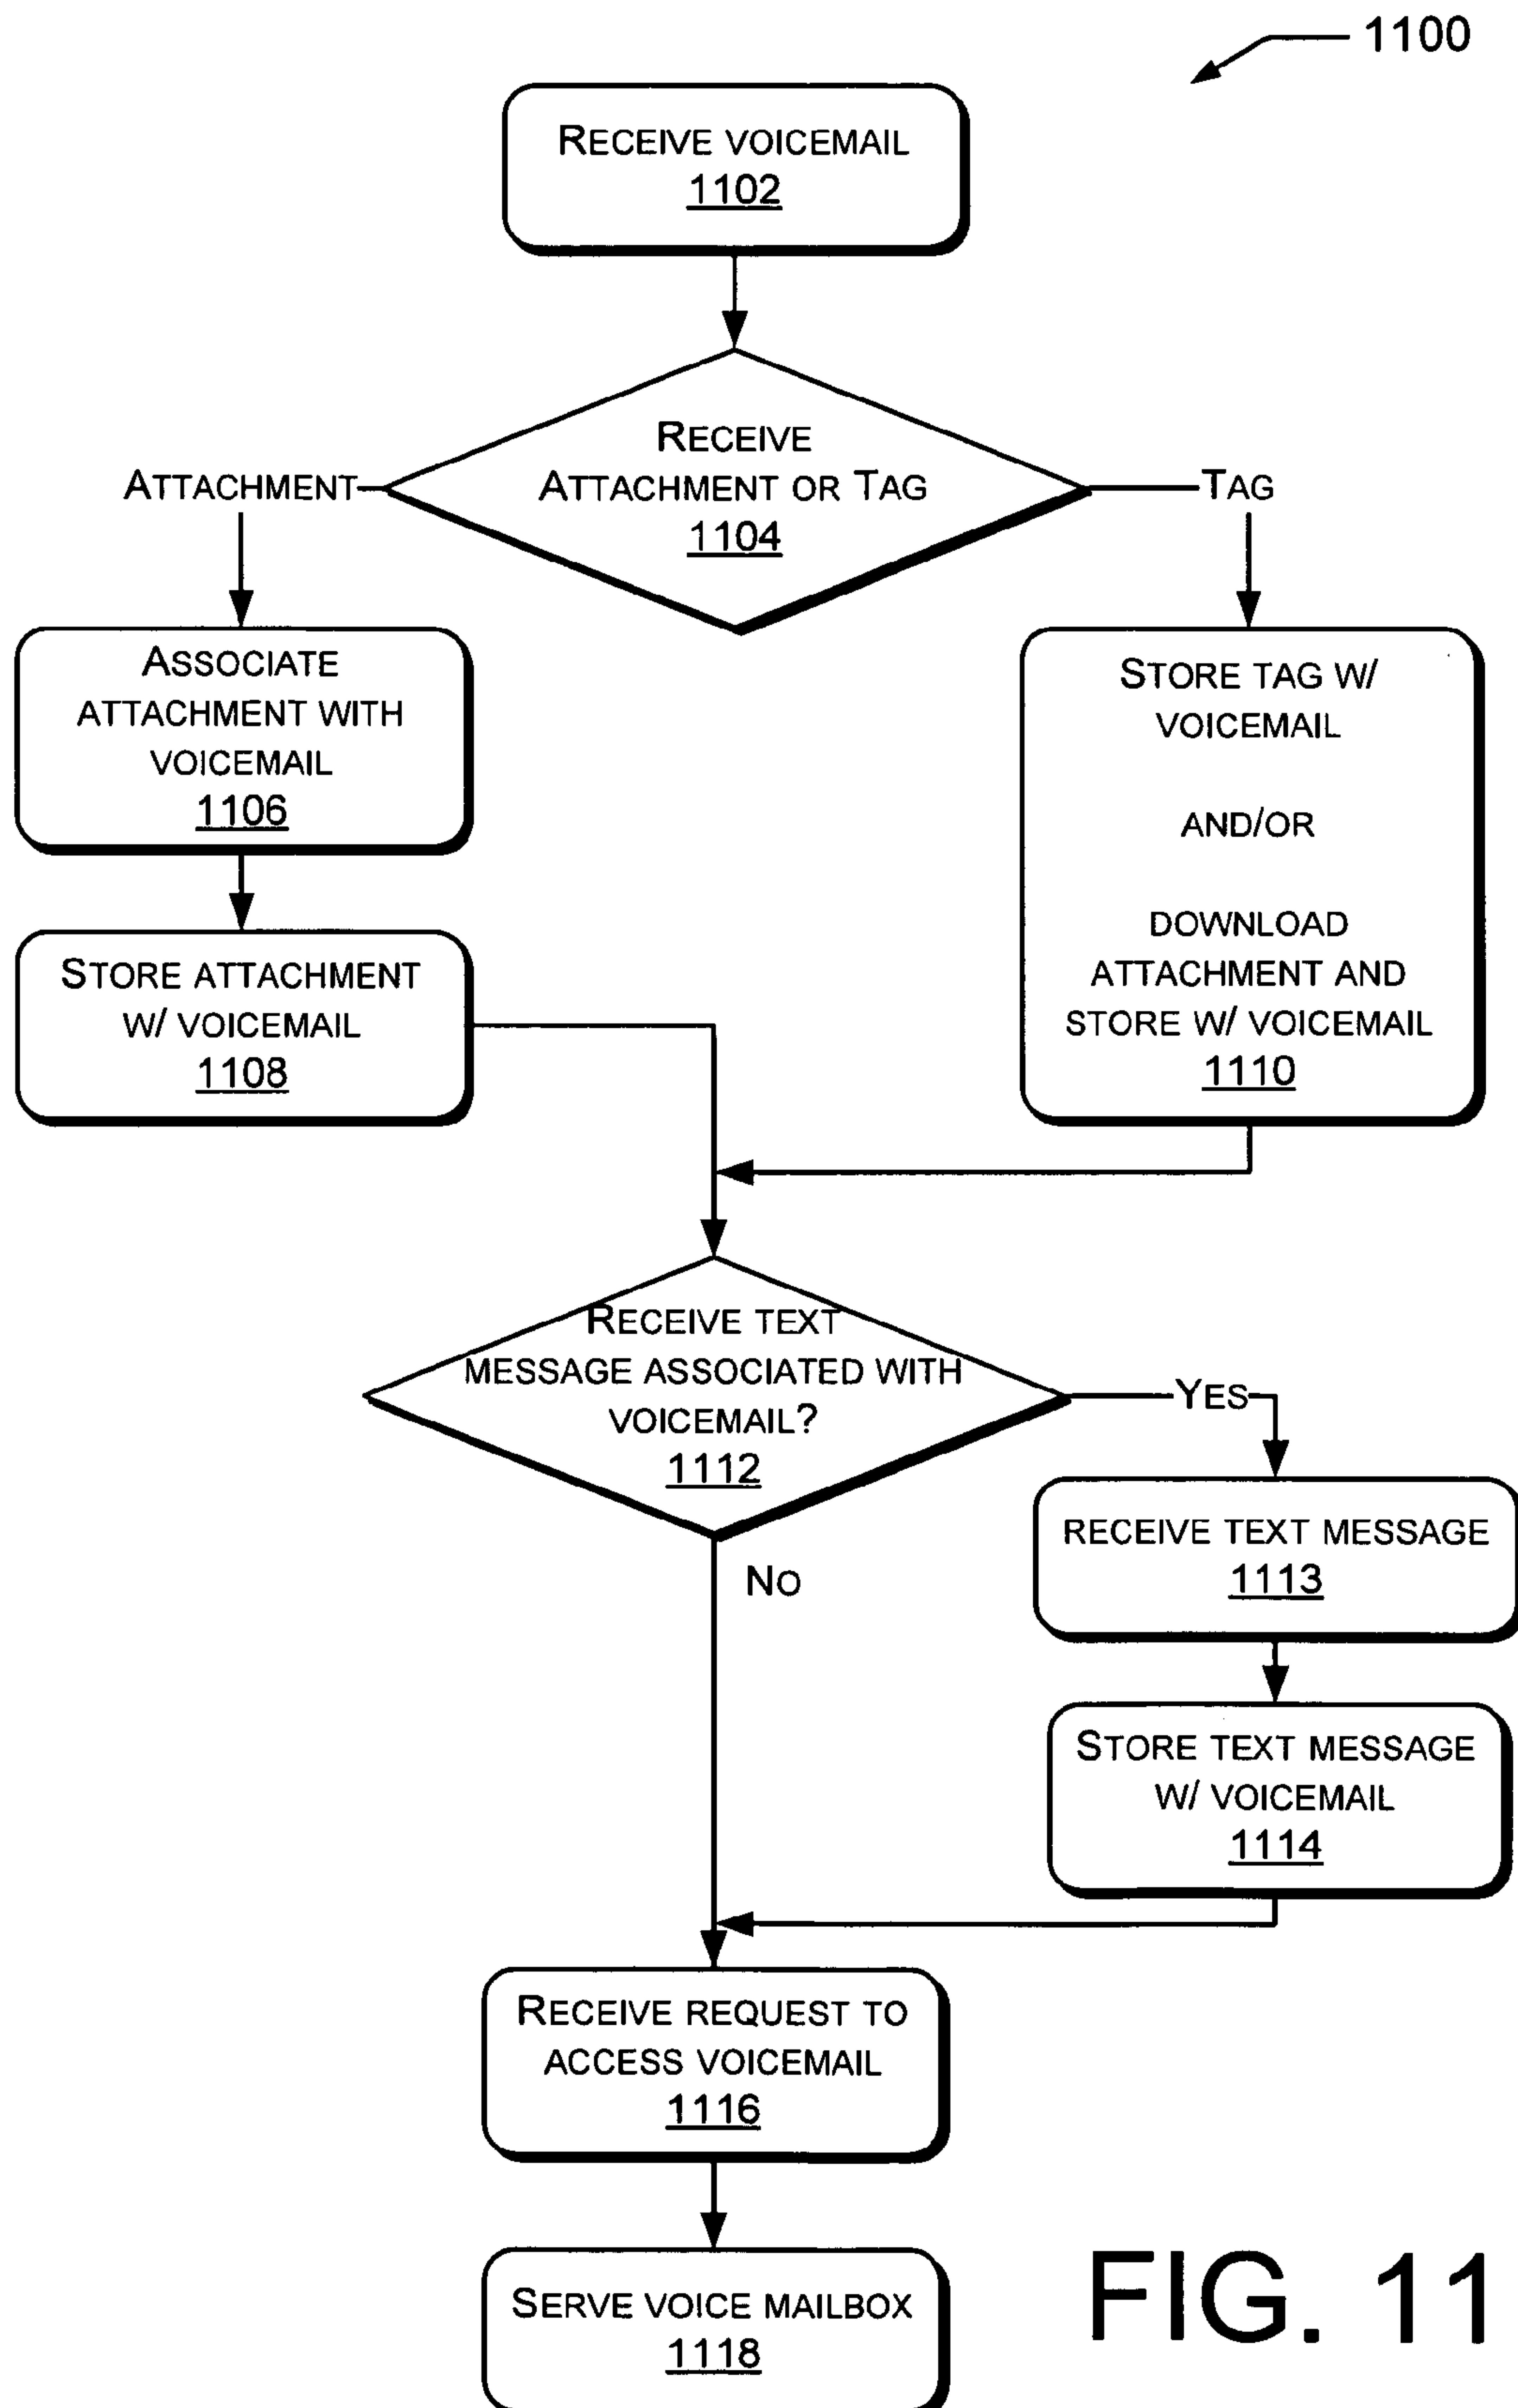 1100
RECEIVE VOICEMAIL
1102
RECEIVE
ATTACHMENT OR TAG
1104
ATTACHMENT
TAG
ASSOCIATE
ATTACHMENT WITH
VOICEMAIL
1106
STORE ATTACHMENT
W/ VOICEMAIL
1108
STORE TAG W/
VOICEMAIL
AND/OR
DOWNLOAD
ATTACHMENT AND
STORE W/ VOICEMAIL
1110
RECEIVE TEXT
MESSAGE ASSOCIATED WITH
VOICEMAIL?
1112
YES
NO
RECEIVE TEXT MESSAGE
1113
STORE TEXT MESSAGE
W/ VOICEMAIL
1114
RECEIVE REQUEST TO
ACCESS VOICEMAIL
1116
SERVE VOICE MAILBOX
1118
FIG. 11